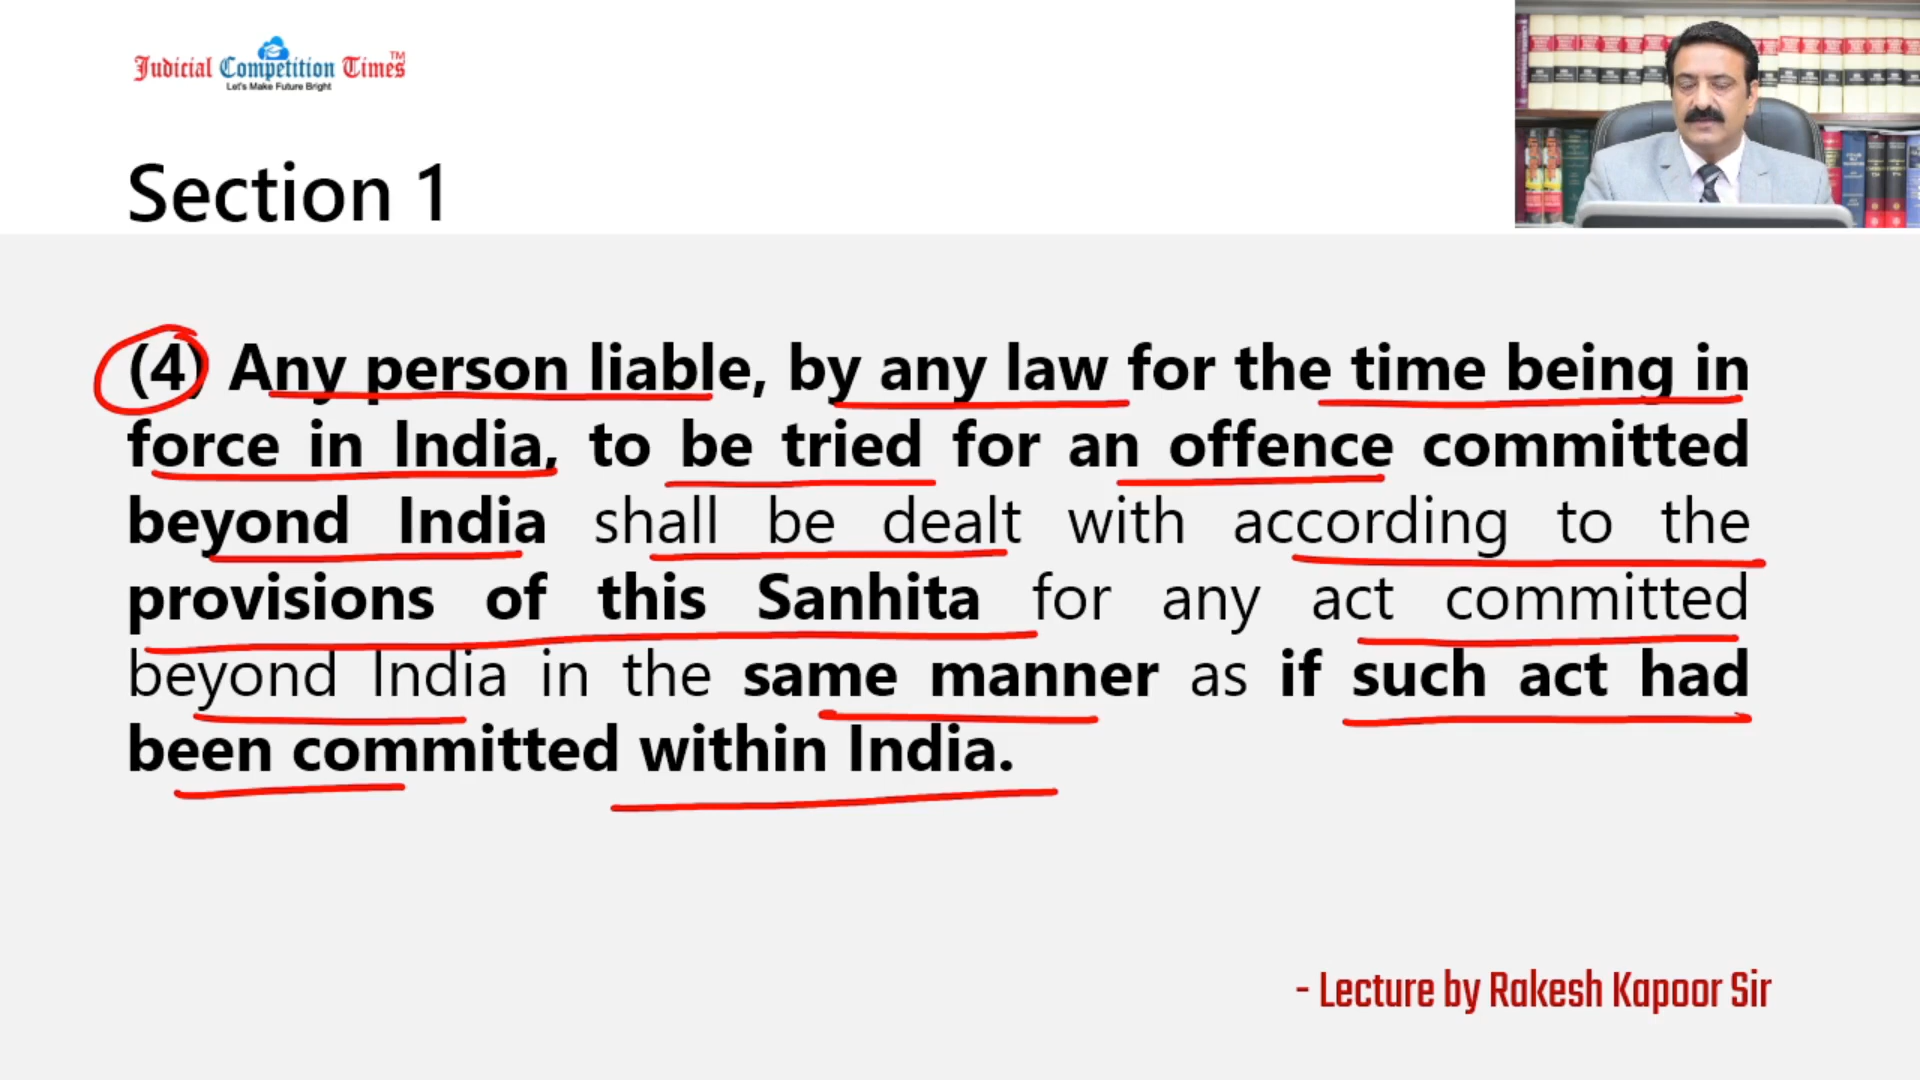 Judicial Competition Times™
Let's Make Future Bright
Section 1
(4) Any person liable, by any law for the time being in
force in India, to be tried for an offence committed
beyond India shall be dealt with according to the
provisions of this Sanhita for any act committed
beyond India in the same manner as if such act had
been committed within India.
- Lecture by Rakesh Kapoor Sir